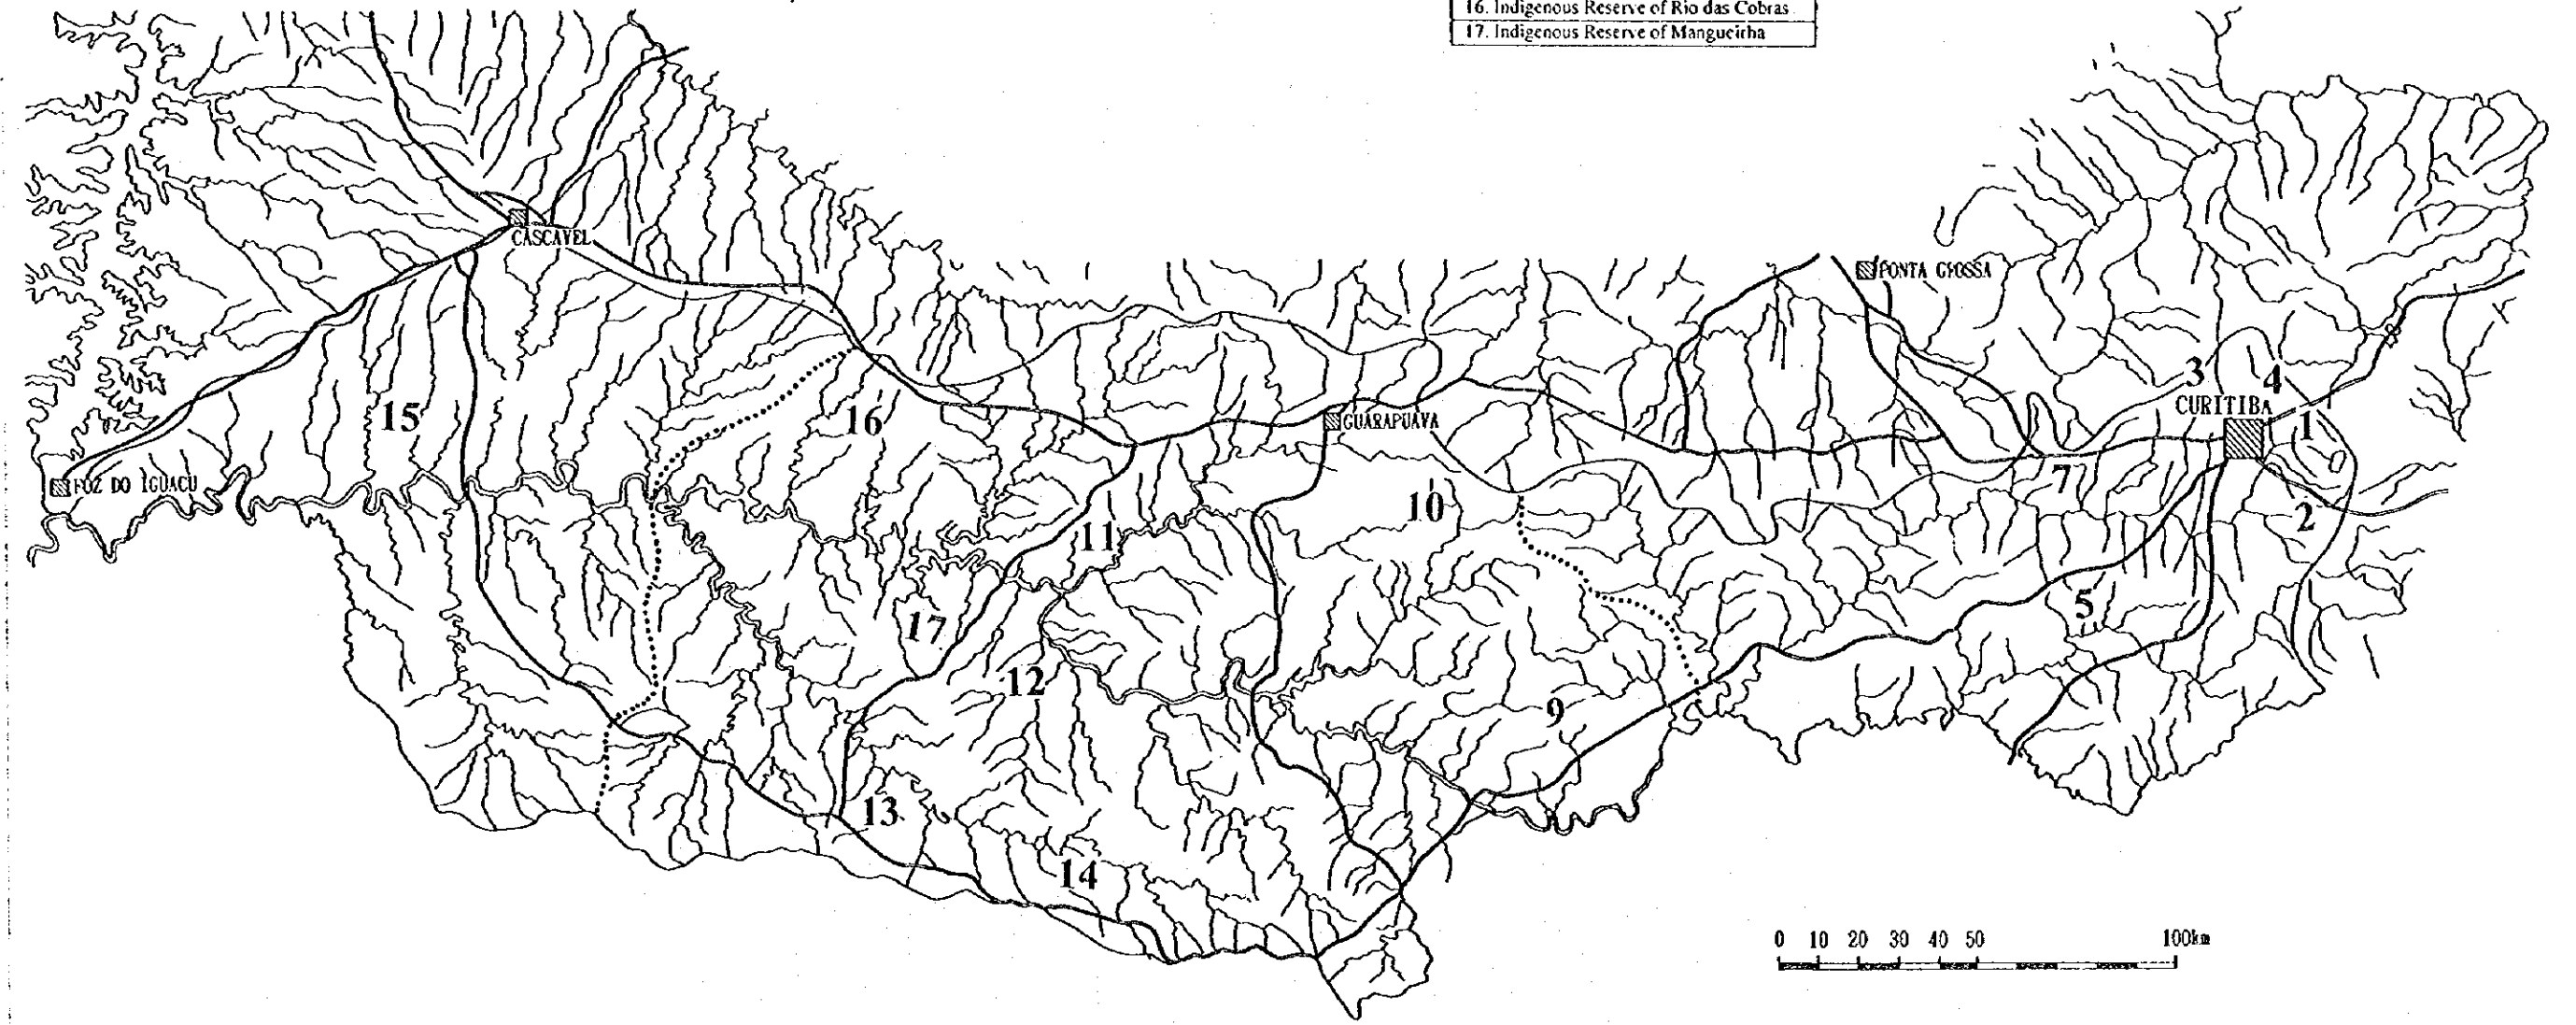 16. Indigenous Reserve of Rio das Cobras
17. Indigenous Reserve of Mangueirha
CASCAVEL
PONTA GROSSA
3
4
CURITIBA
15
16
GUARAPUAVA
1
FOZ DO IGUACU
7
10
2
11
5
17
12
9
13
14
0 10 20 30 40 50 100km